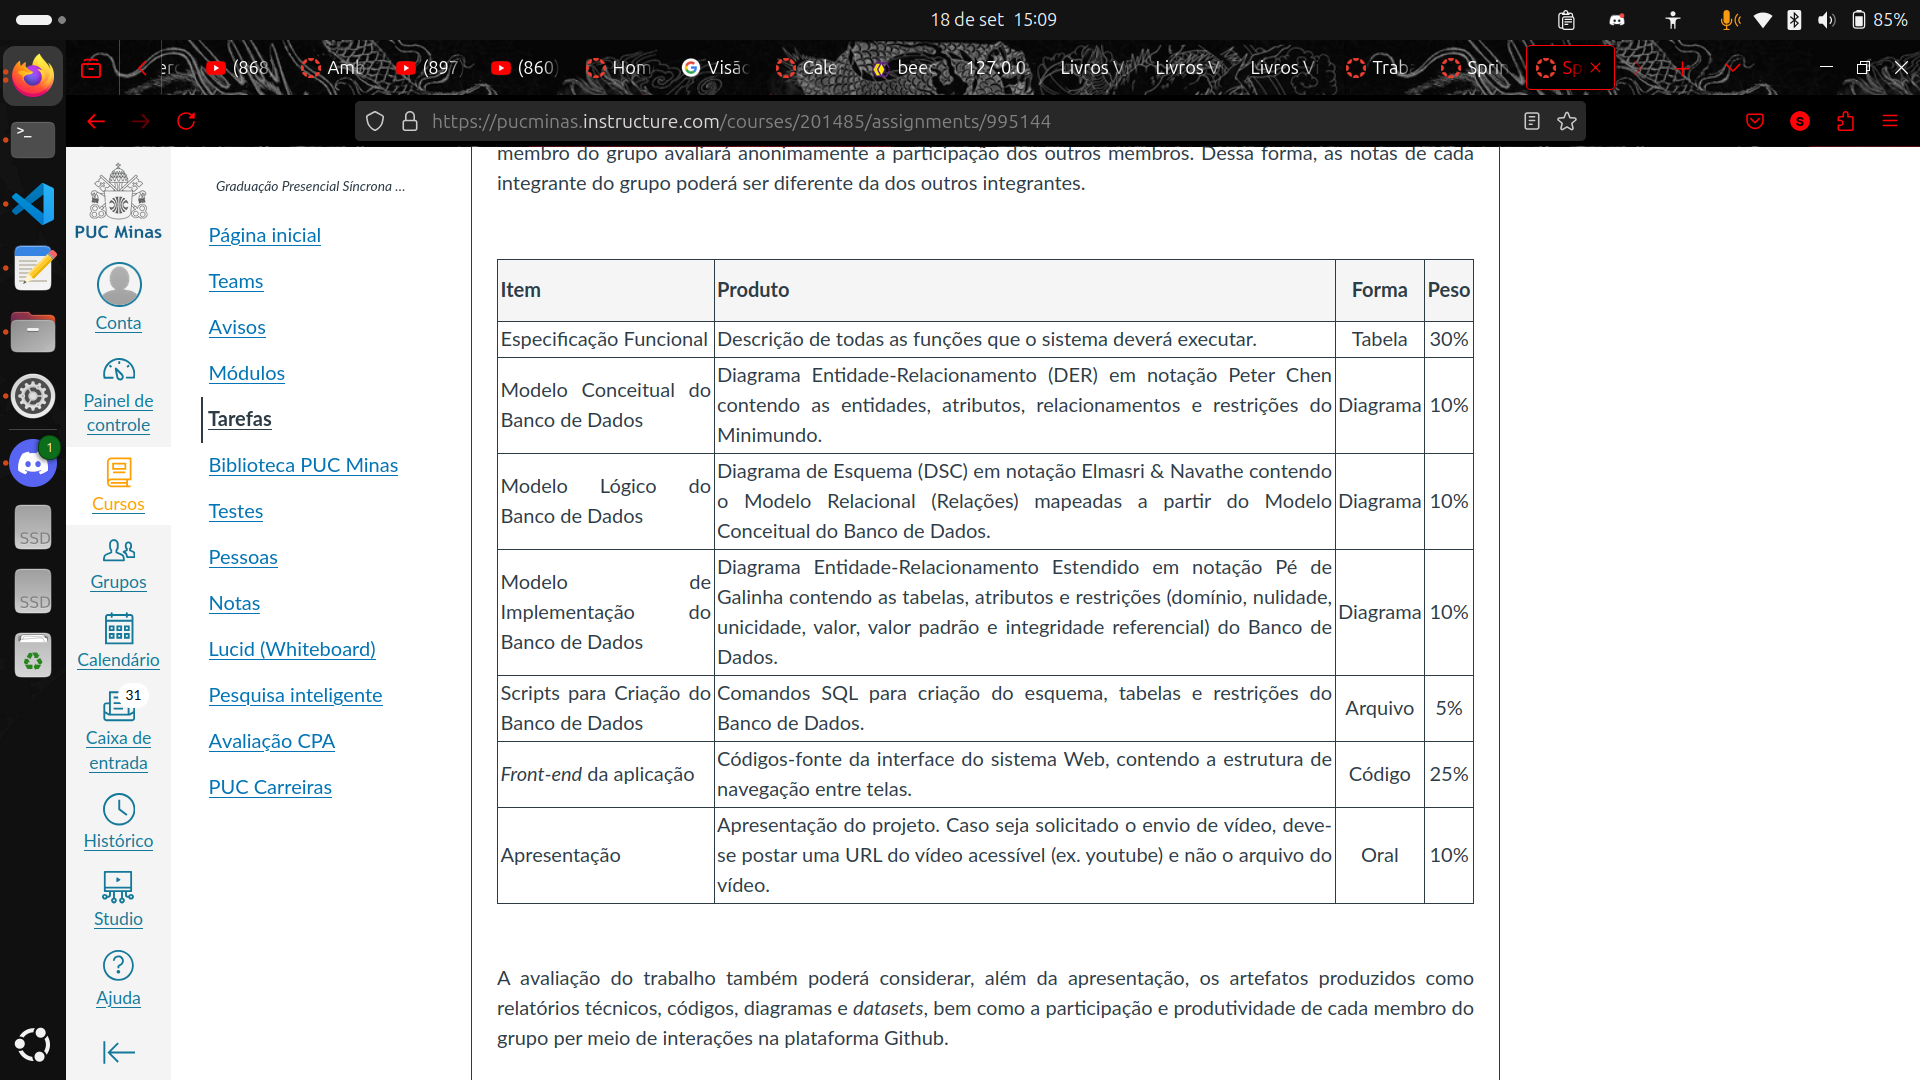 18 de set 15:09
85%
(868
Amb
(897
(860)
Hom
Visão
Cale
beec
127.0.0
Livros V
Livros V
Livros Vi
Trab
Sprin
Sp
https://pucminas.instructure.com/courses/201485/assignments/995144
membro do grupo avaliará anonimamente a participação dos outros membros. Dessa forma, as notas de cada
integrante do grupo poderá ser diferente da dos outros integrantes.
PUC Minas
Conta
Painel de
controle
Cursos
Grupos
Calendário
31
Caixa de
entrada
Histórico
Studio
Ajuda
1
SSD
SSD
Graduação Presencial Síncrona ...
Página inicial
Teams
Avisos
Módulos
Tarefas
Biblioteca PUC Minas
Testes
Pessoas
Notas
Lucid (Whiteboard)
Pesquisa inteligente
Avaliação CPA
PUC Carreiras
Item Produto Forma Peso
Especificação Funcional Descrição de todas as funções que o sistema deverá executar. Tabela 30%
Modelo Conceitual do
Banco de Dados
Diagrama Entidade-Relacionamento (DER) em notação Peter Chen
contendo as entidades, atributos, relacionamentos e restrições do
Minimundo.
Diagrama 10%
Modelo Lógico do
Banco de Dados
Diagrama de Esquema (DSC) em notação Elmasri & Navathe contendo
o Modelo Relacional (Relações) mapeadas a partir do Modelo
Conceitual do Banco de Dados.
Diagrama 10%
Modelo de
Implementação do
Banco de Dados
Diagrama Entidade-Relacionamento Estendido em notação Pé de
Galinha contendo as tabelas, atributos e restrições (domínio, nulidade,
unicidade, valor, valor padrão e integridade referencial) do Banco de
Dados.
Diagrama 10%
Scripts para Criação do
Banco de Dados
Comandos SQL para criação do esquema, tabelas e restrições do
Banco de Dados.
Arquivo 5%
Front-end da aplicação
Códigos-fonte da interface do sistema Web, contendo a estrutura de
navegação entre telas.
Código 25%
Apresentação
Apresentação do projeto. Caso seja solicitado o envio de vídeo, deve-
se postar uma URL do vídeo acessível (ex. youtube) e não o arquivo do
vídeo.
Oral 10%
A avaliação do trabalho também poderá considerar, além da apresentação, os artefatos produzidos como
relatórios técnicos, códigos, diagramas e datasets, bem como a participação e produtividade de cada membro do
grupo por meio de interações na plataforma Github.